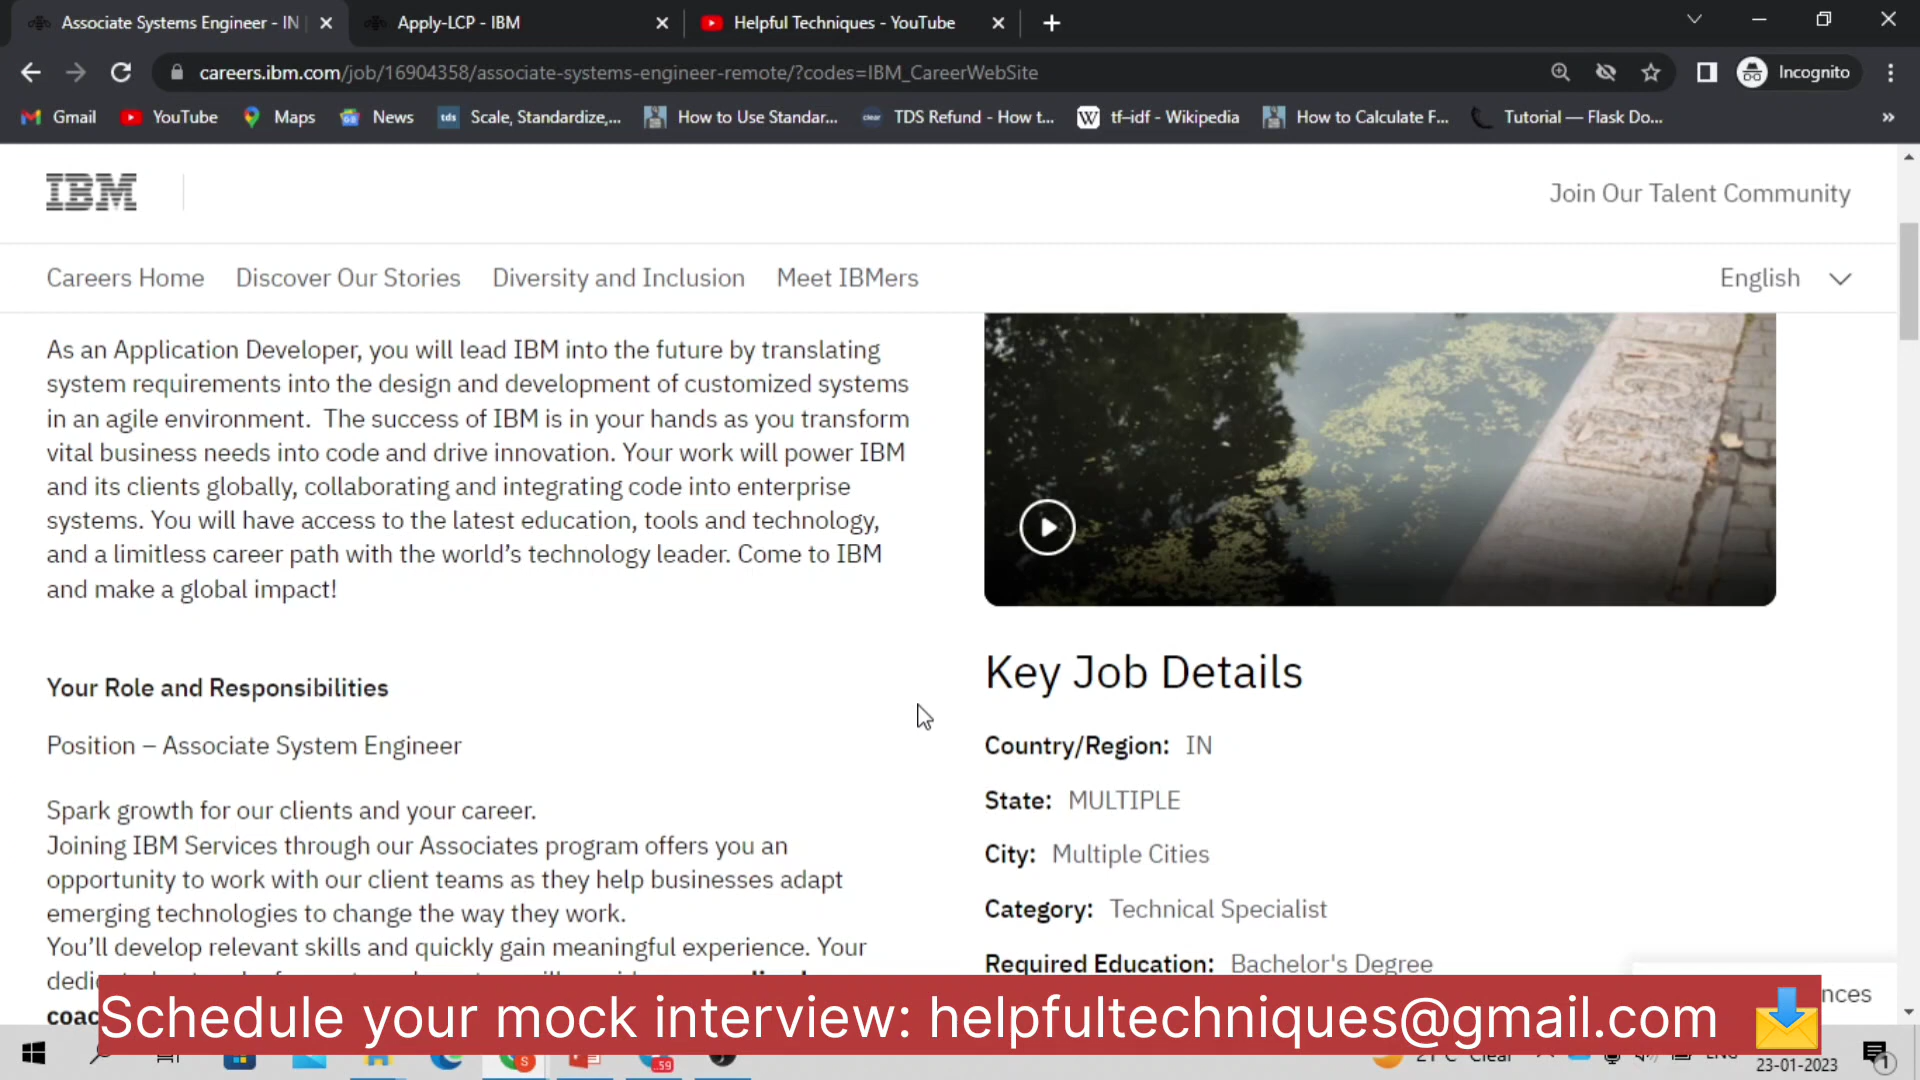 Associate Systems Engineer - IN
Apply-LCP - IBM
Helpful Techniques - YouTube
careers.ibm.com/job/16904358/associate-systems-engineer-remote/?codes=IBM_CareerWebSite
Incognito
Gmail
YouTube
Maps
News
tds
Scale, Standardize,...
How to Use Standar...
clear
TDS Refund - How t...
W
tf–idf - Wikipedia
How to Calculate F...
Tutorial — Flask Do...
IBM
Join Our Talent Community
Careers Home
Discover Our Stories
Diversity and Inclusion
Meet IBMers
English
As an Application Developer, you will lead IBM into the future by translating
system requirements into the design and development of customized systems
in an agile environment. The success of IBM is in your hands as you transform
vital business needs into code and drive innovation. Your work will power IBM
and its clients globally, collaborating and integrating code into enterprise
systems. You will have access to the latest education, tools and technology,
and a limitless career path with the world’s technology leader. Come to IBM
and make a global impact!
Your Role and Responsibilities
Position – Associate System Engineer
Spark growth for our clients and your career.
Joining IBM Services through our Associates program offers you an
opportunity to work with our client teams as they help businesses adapt
emerging technologies to change the way they work.
You’ll develop relevant skills and quickly gain meaningful experience. Your
Key Job Details
Country/Region: IN
State: MULTIPLE
City: Multiple Cities
Category: Technical Specialist
Required Education: Bachelor's Degree
Schedule your mock interview: helpfultechniques@gmail.com
S
59
21°C Clear
ENG
23-01-2023
1